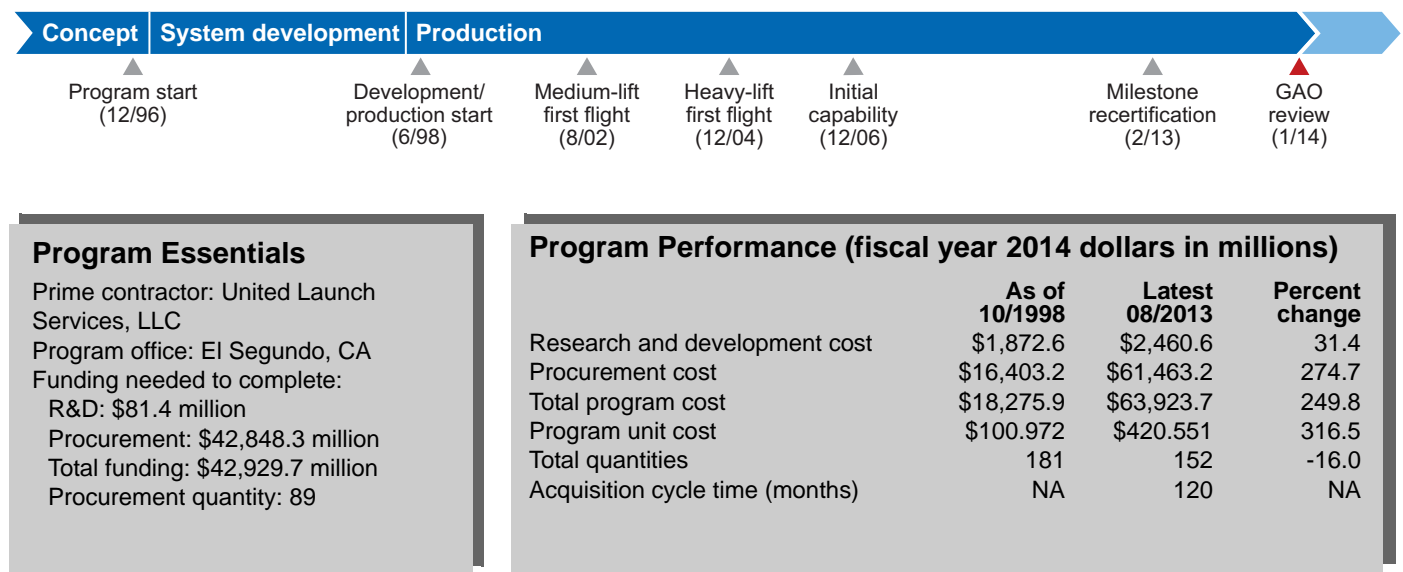 Concept System development Production
Program start
(12/96)
Development/
production start
(6/98)
Medium-lift
first flight
(8/02)
Heavy-lift
first flight
(12/04)
Initial
capability
(12/06)
Milestone
recertification
(2/13)
GAO
review
(1/14)
Program Essentials
Prime contractor: United Launch
Services, LLC
Program office: El Segundo, CA
Funding needed to complete:
R&D: $81.4 million
Procurement: $42,848.3 million
Total funding: $42,929.7 million
Procurement quantity: 89
Program Performance (fiscal year 2014 dollars in millions)
As of Latest Percent
10/1998 08/2013 change
Research and development cost $1,872.6 $2,460.6 31.4
Procurement cost $16,403.2 $61,463.2 274.7
Total program cost $18,275.9 $63,923.7 249.8
Program unit cost $100.972 $420.551 316.5
Total quantities 181 152 -16.0
Acquisition cycle time (months) NA 120 NA